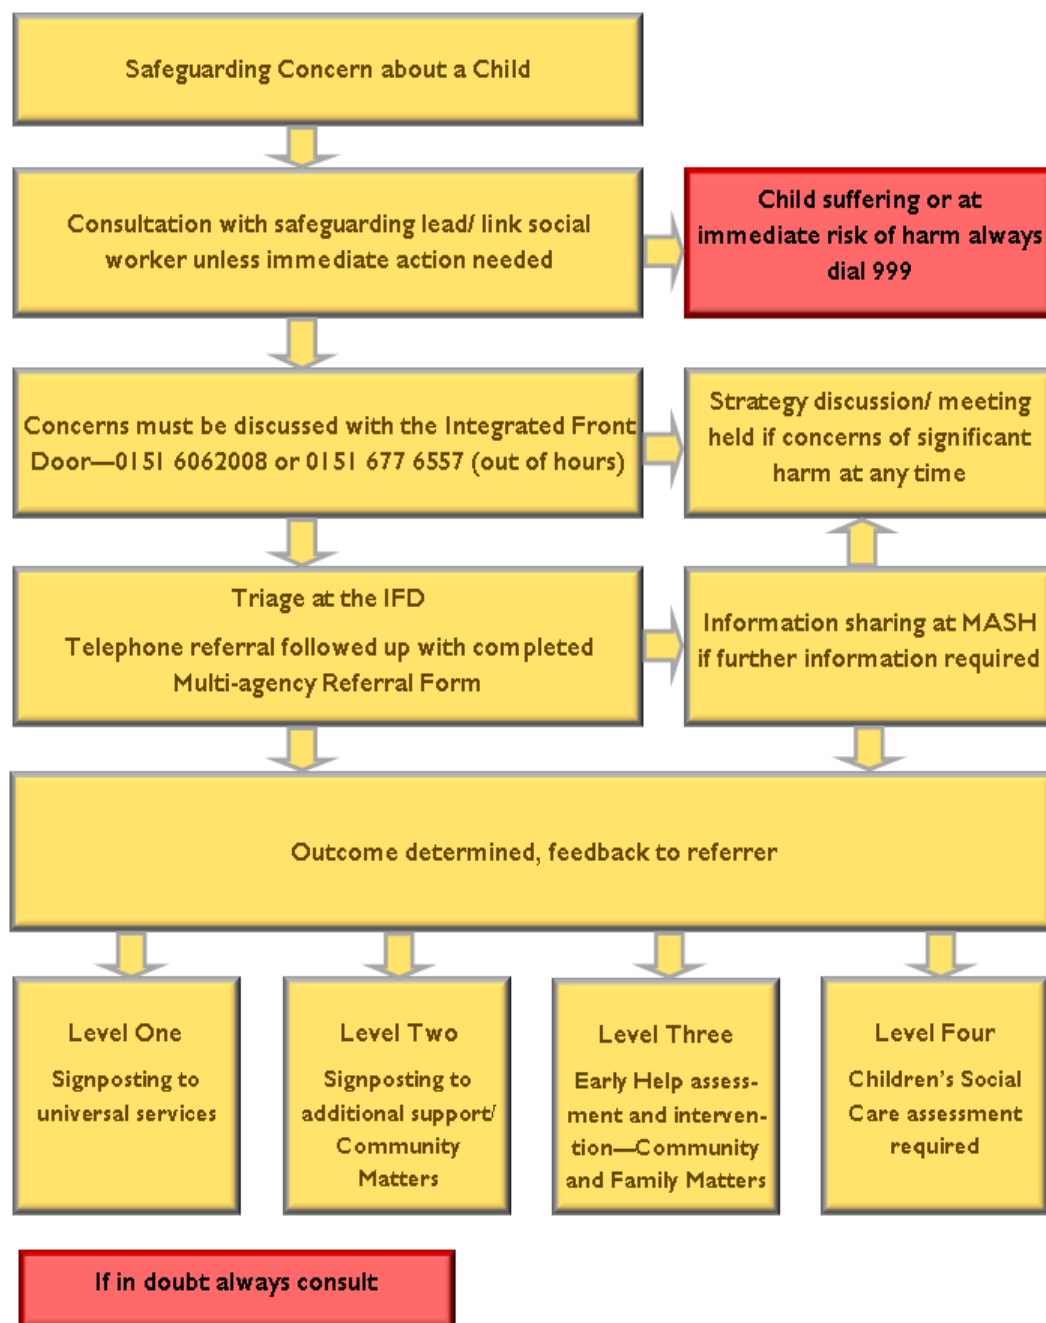 Safeguarding Concern about a Child
Consultation with safeguarding lead/ link social
worker unless immediate action needed
Child suffering or at
immediate risk of harm always
dial 999
Concerns must be discussed with the Integrated Front
Door—0151 6062008 or 0151 677 6557 (out of hours)
Strategy discussion/ meeting
held if concerns of significant
harm at any time
Triage at the IFD
Telephone referral followed up with completed
Multi-agency Referral Form
Information sharing at MASH
if further information required
Outcome determined, feedback to referrer
Level One
Signposting to
universal services
Level Two
Signposting to
additional support/
Community
Matters
Level Three
Early Help assess-
ment and interven-
tion—Community
and Family Matters
Level Four
Children's Social
Care assessment
required
If in doubt always consult